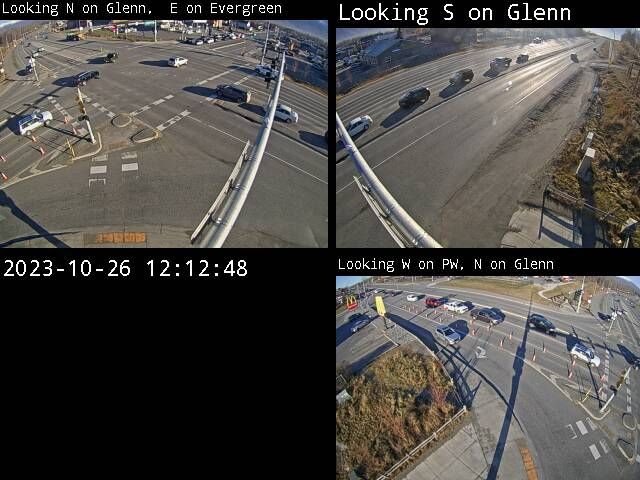 Looking N on Glenn,  E on Evergreen
Looking S on Glenn
2023-10-26 12:12:48
Looking W on PW, N on Glenn